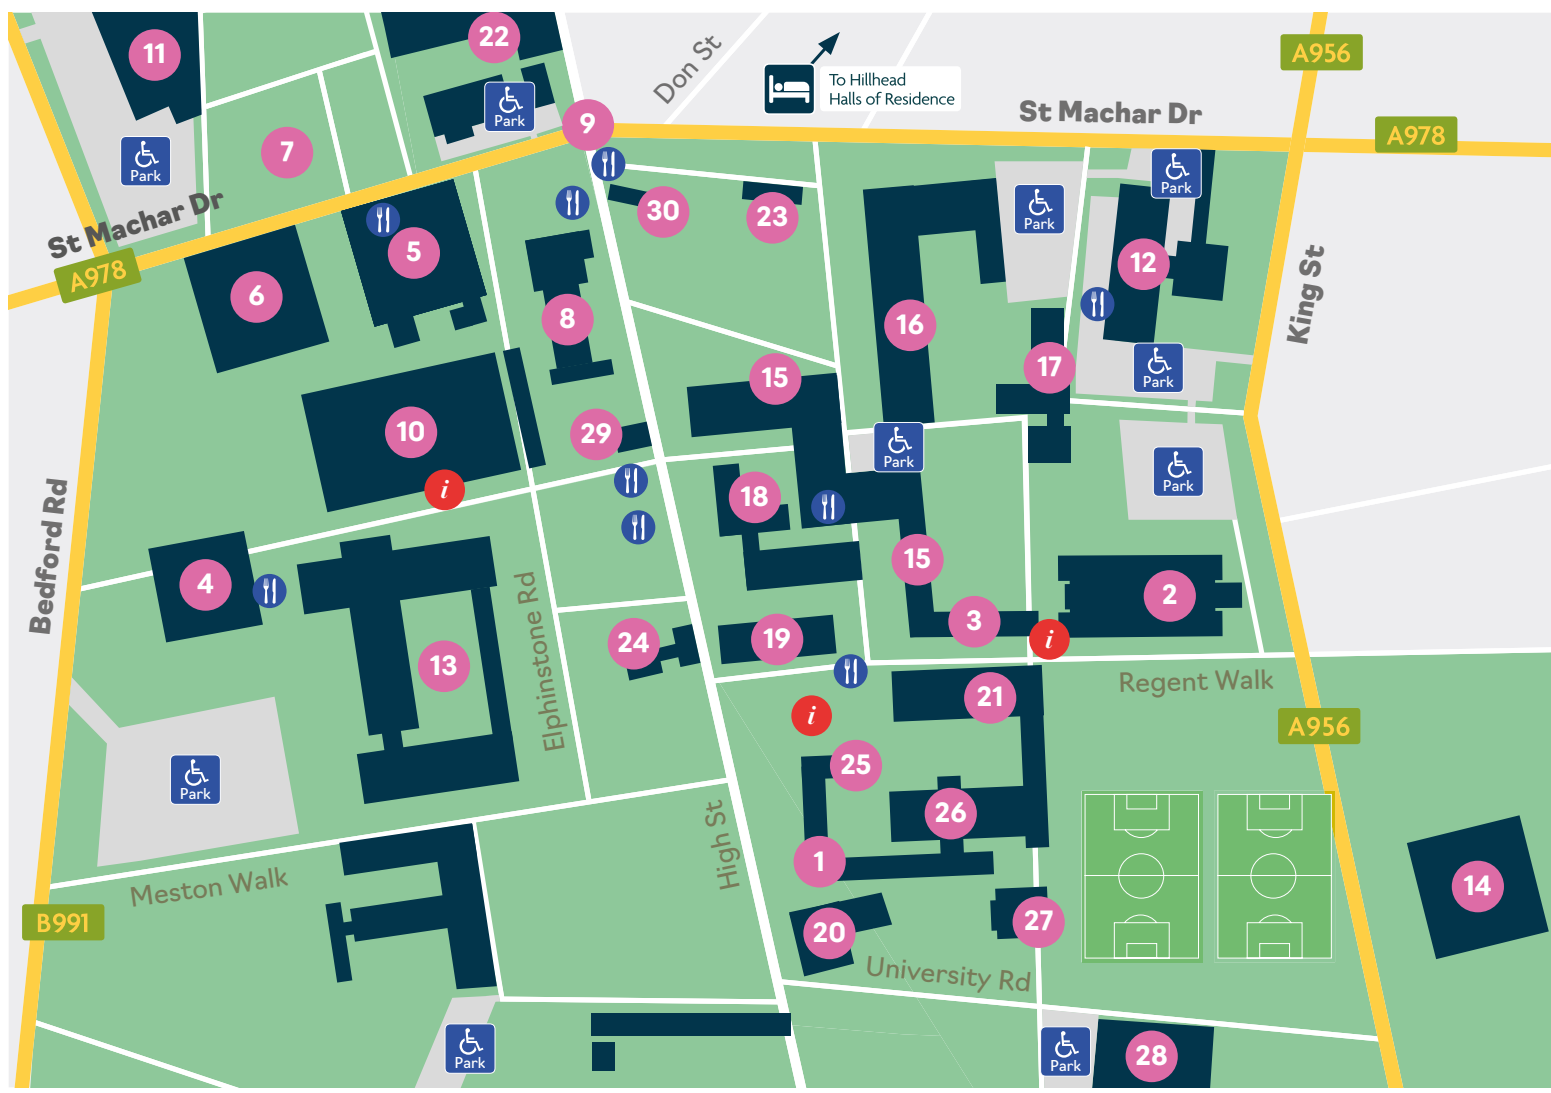 22
11
A956
Don St
To Hillhead
Halls of Residence
Park
St Machar Dr
9
A978
Park
7
Park
Park
St Machar Dr
30
23
5
12
A978
6
8
16
King St
17
Park
15
10
29
Park
Park
i
18
Bedford Rd
15
4
2
Elphinstone Rd
3
i
24
19
13
Regent Walk
21
i
A956
25
Park
26
High St
1
Meston Walk
14
B991
20
27
University Rd
Park
Park
28